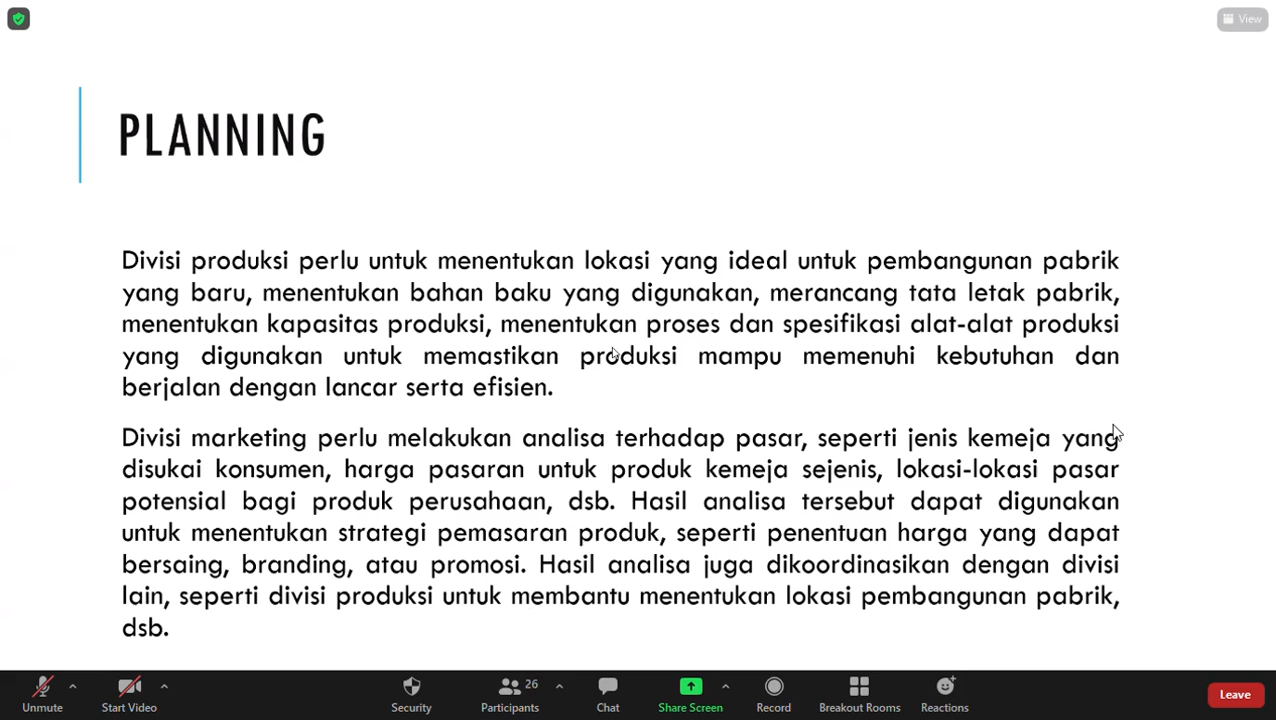 View
PLANNING
Divisi produksi perlu untuk menentukan lokasi yang ideal untuk pembangunan pabrik
yang baru, menentukan bahan baku yang digunakan, merancang tata letak pabrik,
menentukan kapasitas produksi, menentukan proses dan spesifikasi alat-alat produksi
yang digunakan untuk memastikan produksi mampu memenuhi kebutuhan dan
berjalan dengan lancar serta efisien.
Divisi marketing perlu melakukan analisa terhadap pasar, seperti jenis kemeja yang
disukai konsumen, harga pasaran untuk produk kemeja sejenis, lokasi-lokasi pasar
potensial bagi produk perusahaan, dsb. Hasil analisa tersebut dapat digunakan
untuk menentukan strategi pemasaran produk, seperti penentuan harga yang dapat
bersaing, branding, atau promosi. Hasil analisa juga dikoordinasikan dengan divisi
lain, seperti divisi produksi untuk membantu menentukan lokasi pembangunan pabrik,
dsb.
26
Unmute Start Video Security Participants Chat Share Screen Record Breakout Rooms Reactions Leave